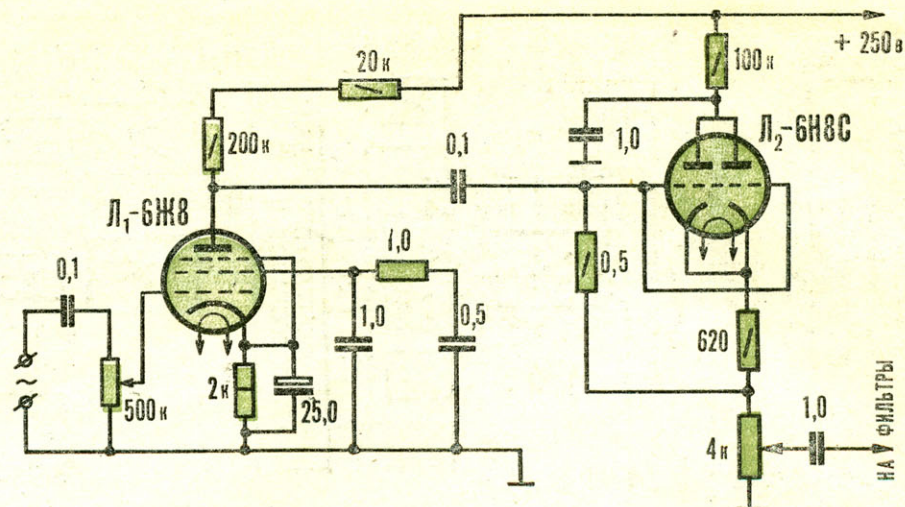 20 к
+ 250 в
100 к
200 к
0,1
1,0
Л₂-6Н8С
Л₁-6Ж8
0,1
1,0
0,5
1,0
0,5
620
2 к
25,0
500 к
4 к
1,0
НА ФИЛЬТРЫ
~